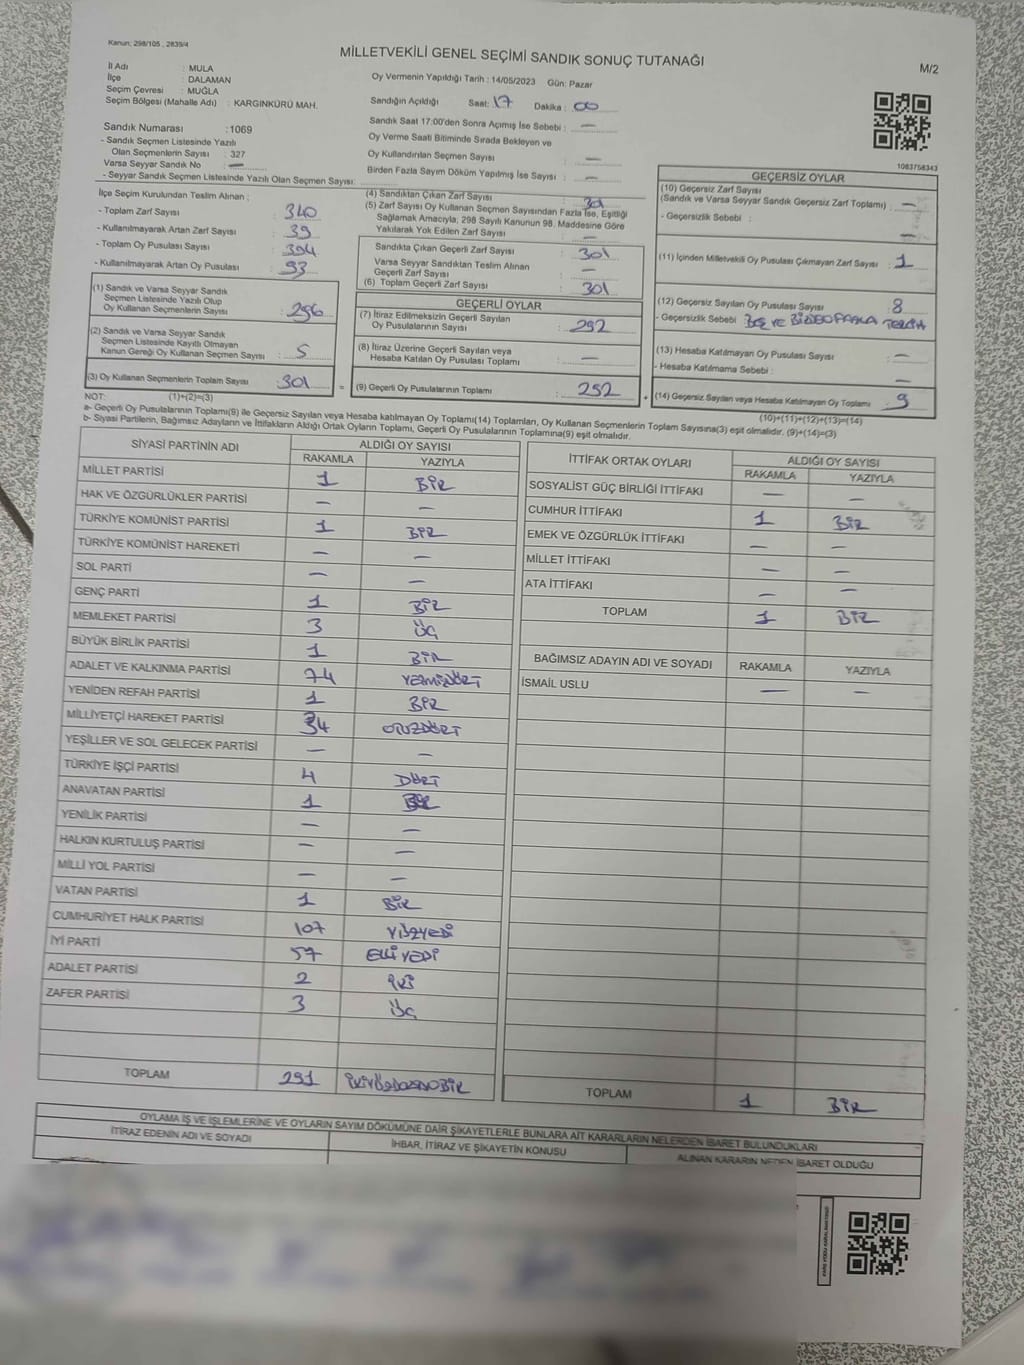 Kanun: 298/105 , 2839/4
MİLLETVEKİLİ GENEL SEÇİMİ SANDIK SONUÇ TUTANAĞI
M/2
İl Adı : MULA
İlçe : DALAMAN
Seçim Çevresi : MUĞLA
Seçim Bölgesi (Mahalle Adı) : KARGINKÜRÜ MAH.
Sandık Numarası : 1069
- Sandık Seçmen Listesinde Yazılı
Olan Seçmenlerin Sayısı : 327
Varsa Seyyar Sandık No : —
- Seyyar Sandık Seçmen Listesinde Yazılı Olan Seçmen Sayısı:
Oy Vermenin Yapıldığı Tarih : 14/05/2023 Gün: Pazar
Sandığın Açıldığı Saat: 17 Dakika : 00
Sandık Saat 17:00'den Sonra Açımış İse Sebebi : —
Oy Verme Saati Bitiminde Sırada Bekleyen ve
Oy Kullandırılan Seçmen Sayısı —
Birden Fazla Sayım Döküm Yapılmış İse Sayısı : —
1083758343
İlçe Seçim Kurulundan Teslim Alınan ;
- Toplam Zarf Sayısı : 340
- Kullanılmayarak Artan Zarf Sayısı : 39
- Toplam Oy Pusulası Sayısı : 394
- Kullanılmayarak Artan Oy Pusulası : 93
(1) Sandık ve Varsa Seyyar Sandık
Seçmen Listesinde Yazılı Olup
Oy Kullanan Seçmenlerin Sayısı : 296
(2) Sandık ve Varsa Seyyar Sandık
Seçmen Listesinde Kayıtlı Olmayan
Kanun Gereği Oy Kullanan Seçmen Sayısı : 5
(3) Oy Kullanan Seçmenlerin Toplam Sayısı 301
(4) Sandıktan Çıkan Zarf Sayısı : 301
(5) Zarf Sayısı Oy Kullanan Seçmen Sayısından Fazla İse, Eşitliği
Sağlamak Amacıyla; 298 Sayılı Kanunun 98. Maddesine Göre
Yakılarak Yok Edilen Zarf Sayısı : —
Sandıkta Çıkan Geçerli Zarf Sayısı : 301
Varsa Seyyar Sandıktan Teslim Alınan
Geçerli Zarf Sayısı : —
(6) Toplam Geçerli Zarf Sayısı : 301
GEÇERLİ OYLAR
(7) İtiraz Edilmeksizin Geçerli Sayılan
Oy Pusulalarının Sayısı : 292
(8) İtiraz Üzerine Geçerli Sayılan veya
Hesaba Katılan Oy Pusulası Toplamı : —
= (9) Geçerli Oy Pusulalarının Toplamı : 292
GEÇERSİZ OYLAR
(10) Geçersiz Zarf Sayısı
(Sandık ve Varsa Seyyar Sandık Geçersiz Zarf Toplamı) : —
- Geçersizlik Sebebi : —
(11) İçinden Milletvekili Oy Pusulası Çıkmayan Zarf Sayısı : 1
(12) Geçersiz Sayılan Oy Pusulası Sayısı : 8
- Geçersizlik Sebebi : BOŞ VE BİRDEN FAZLA TERCİH
(13) Hesaba Katılmayan Oy Pusulası Sayısı : —
- Hesaba Katılmama Sebebi : —
+ (14) Geçersiz Sayılan veya Hesaba Katılmayan Oy Toplamı : 9
NOT: (1)+(2)=(3)
(10)+(11)+(12)+(13)=(14)
a- Geçerli Oy Pusulaların Toplamı(9) ile Geçersiz Sayılan veya Hesaba katılmayan Oy Toplamı(14) Toplamları, Oy Kullanan Seçmenlerin Toplam Sayısına(3) eşit olmalıdır. (9)+(14)=(3)
b- Siyasi Partilerin, Bağımsız Adayların ve İttifakların Aldığı Ortak Oyların Toplamı, Geçerli Oy Pusulalarının Toplamına(9) eşit olmalıdır.
SİYASİ PARTİNİN ADI ALDIĞI OY SAYISI
RAKAMLA YAZIYLA
MİLLET PARTİSİ 1 BİR
HAK VE ÖZGÜRLÜKLER PARTİSİ — —
TÜRKİYE KOMÜNİST PARTİSİ 1 BİR
TÜRKİYE KOMÜNİST HAREKETİ — —
SOL PARTİ — —
GENÇ PARTİ 1 BİR
MEMLEKET PARTİSİ 3 ÜÇ
BÜYÜK BİRLİK PARTİSİ 1 BİR
ADALET VE KALKINMA PARTİSİ 74 YETMİŞDÖRT
YENİDEN REFAH PARTİSİ 1 BİR
MİLLİYETÇİ HAREKET PARTİSİ 34 OTUZDÖRT
YEŞİLLER VE SOL GELECEK PARTİSİ — —
TÜRKİYE İŞÇİ PARTİSİ 4 DÖRT
ANAVATAN PARTİSİ 1 BİR
YENİLİK PARTİSİ — —
HALKIN KURTULUŞ PARTİSİ — —
MİLLİ YOL PARTİSİ — —
VATAN PARTİSİ 1 BİR
CUMHURİYET HALK PARTİSİ 107 YÜZYEDİ
İYİ PARTİ 57 ELLİYEDİ
ADALET PARTİSİ 2 İKİ
ZAFER PARTİSİ 3 ÜÇ
TOPLAM 291 İKİYÜZDOKSANBİR
İTTİFAK ORTAK OYLARI ALDIĞI OY SAYISI
RAKAMLA YAZIYLA
SOSYALİST GÜÇ BİRLİĞİ İTTİFAKI — —
CUMHUR İTTİFAKI 1 BİR
EMEK VE ÖZGÜRLÜK İTTİFAKI — —
MİLLET İTTİFAKI — —
ATA İTTİFAKI — —
TOPLAM 1 BİR
BAĞIMSIZ ADAYIN ADI VE SOYADI RAKAMLA YAZIYLA
İSMAİL USLU — —
TOPLAM 1 BİR
OYLAMA İŞ VE İŞLEMLERİNE VE OYLARIN SAYIM DÖKÜMÜNE DAİR ŞİKAYETLERLE BUNLARA AİT KARARLARIN NELERDEN İBARET BULUNDUKLARI
İTİRAZ EDENİN ADI VE SOYADI İHBAR, İTİRAZ VE ŞİKAYETİN KONUSU ALINAN KARARIN NEDEN İBARET OLDUĞU